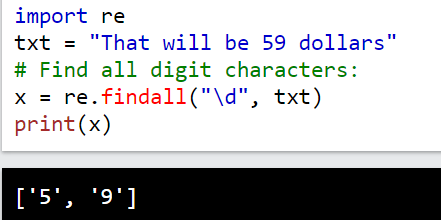 import re
txt = "That will be 59 dollars"
# Find all digit characters:
x = re.findall("\d", txt)
print(x)
['5', '9']